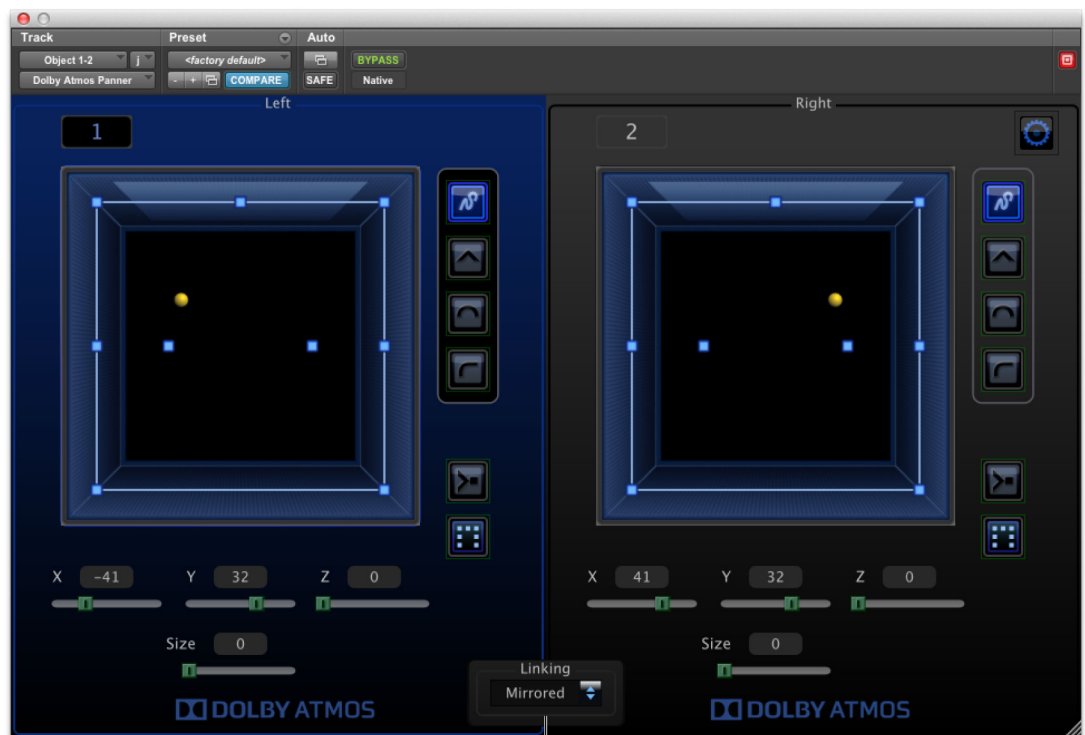 Track Preset Auto
Object 1-2 j <factory default> BYPASS
Dolby Atmos Panner - + COMPARE SAFE Native
Left Right
1 2
X -41 Y 32 Z 0 X 41 Y 32 Z 0
Size 0 Size 0
Linking
Mirrored
DOLBY ATMOS DOLBY ATMOS